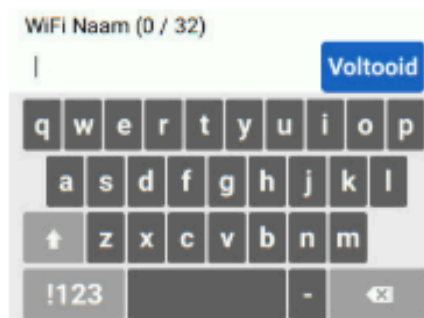 WiFi Naam (0 / 32)
Voltooid
q w e r t y u i o p
a s d f g h j k l
z x c v b n m
!123 -